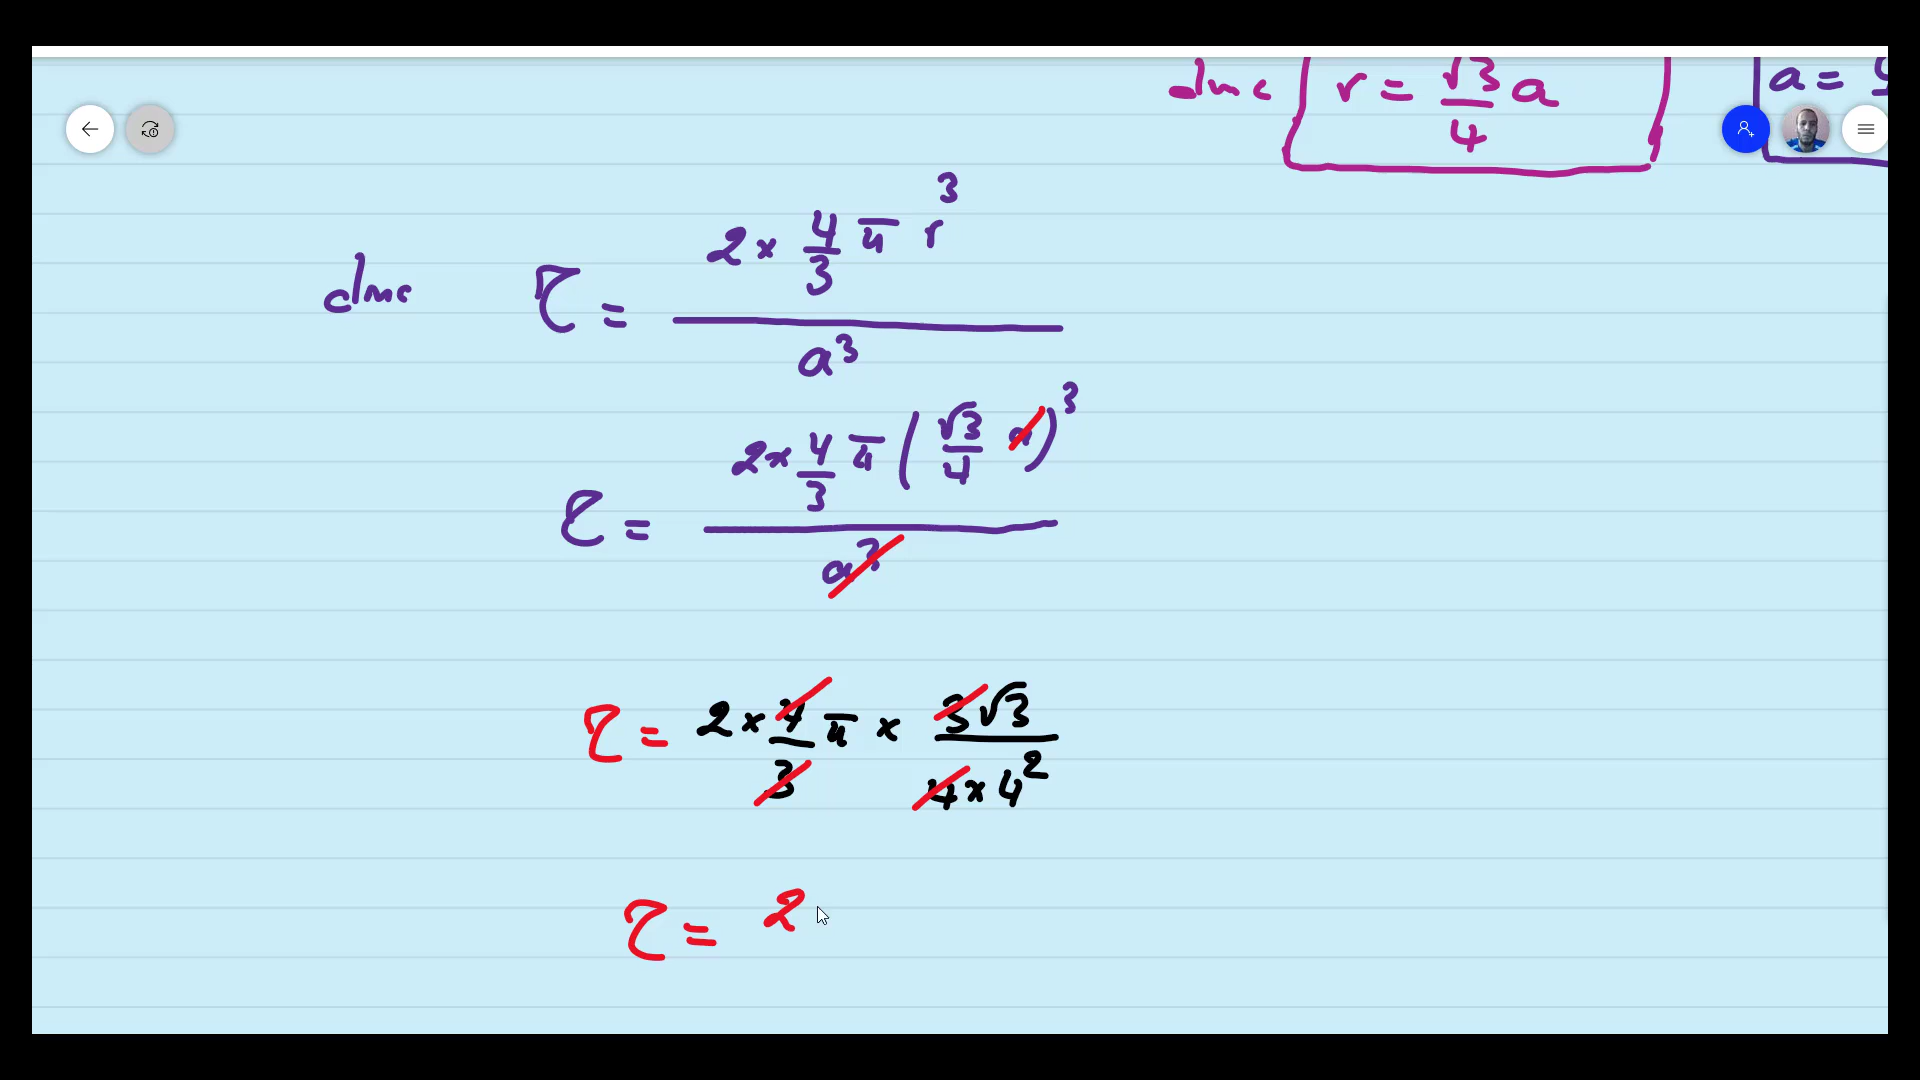 dmc r = √3/4 a a =
dmc τ = (2 × 4/3 π r³) / a³
τ = (2 × 4/3 π (√3/4 a)³) / a³
τ = 2 × 4/3 π × 3√3 / (4 × 4²)
τ = 2